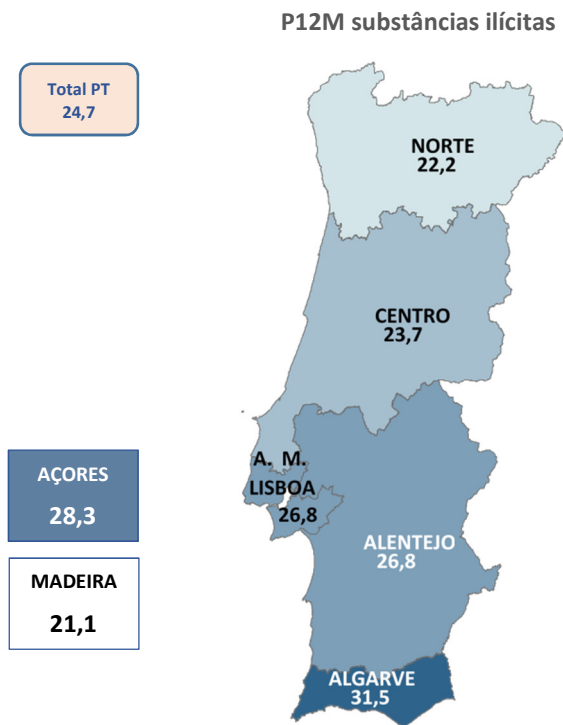 P12M substâncias ilícitas
Total PT
24,7
NORTE
22,2
CENTRO
23,7
A. M.
LISBOA
26,8
AÇORES
28,3
ALENTEJO
26,8
MADEIRA
21,1
ALGARVE
31,5